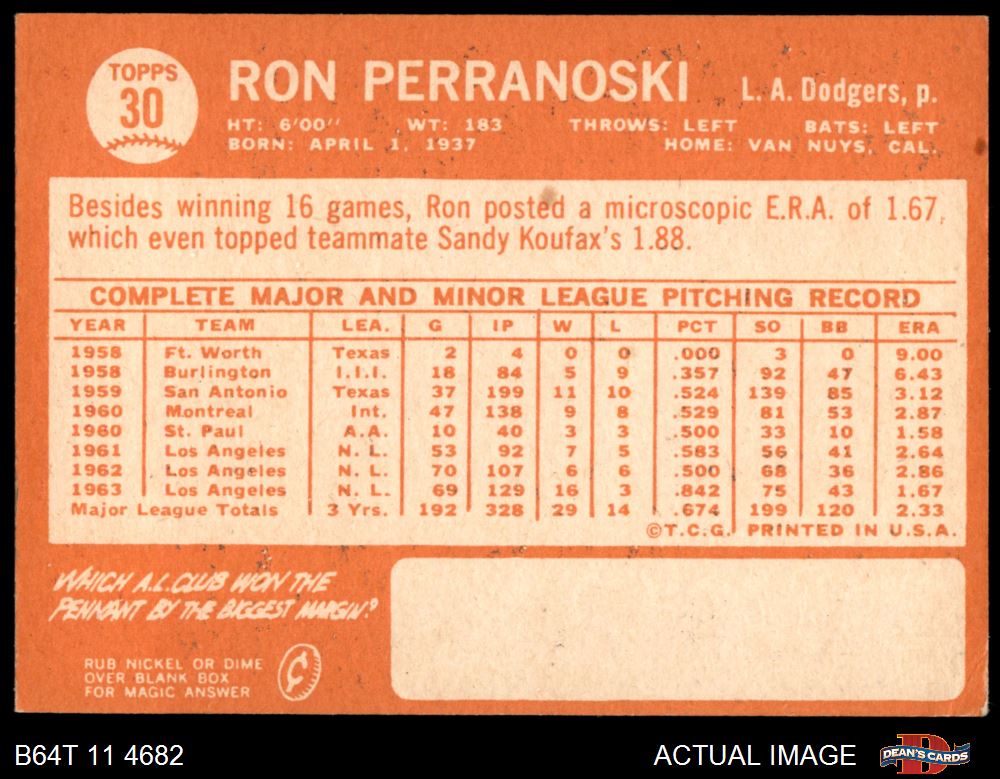 TOPPS
30
RON PERRANOSKI L. A. Dodgers, p.
HT: 6'00" WT: 183 THROWS: LEFT BATS: LEFT
BORN: APRIL 1, 1937 HOME: VAN NUYS, CAL.
Besides winning 16 games, Ron posted a microscopic E.R.A. of 1.67,
which even topped teammate Sandy Koufax's 1.88.
COMPLETE MAJOR AND MINOR LEAGUE PITCHING RECORD
YEAR TEAM LEA. G IP W L PCT SO BB ERA
1958 Ft. Worth Texas 2 4 0 0 .000 3 0 9.00
1958 Burlington I.I.I. 18 84 5 9 .357 92 47 6.43
1959 San Antonio Texas 37 199 11 10 .524 139 85 3.12
1960 Montreal Int. 47 138 9 8 .529 81 53 2.87
1960 St. Paul A.A. 10 40 3 3 .500 33 10 1.58
1961 Los Angeles N. L. 53 92 7 5 .583 56 41 2.64
1962 Los Angeles N. L. 70 107 6 6 .500 68 36 2.86
1963 Los Angeles N. L. 69 129 16 3 .842 75 43 1.67
Major League Totals 3 Yrs. 192 328 29 14 .674 199 120 2.33
©T.C.G. PRINTED IN U.S.A.
WHICH A.L. CLUB WON THE
PENNANT BY THE BIGGEST MARGIN?
RUB NICKEL OR DIME
OVER BLANK BOX
FOR MAGIC ANSWER
¢
B64T 11 4682 ACTUAL IMAGE DEAN'S CARDS